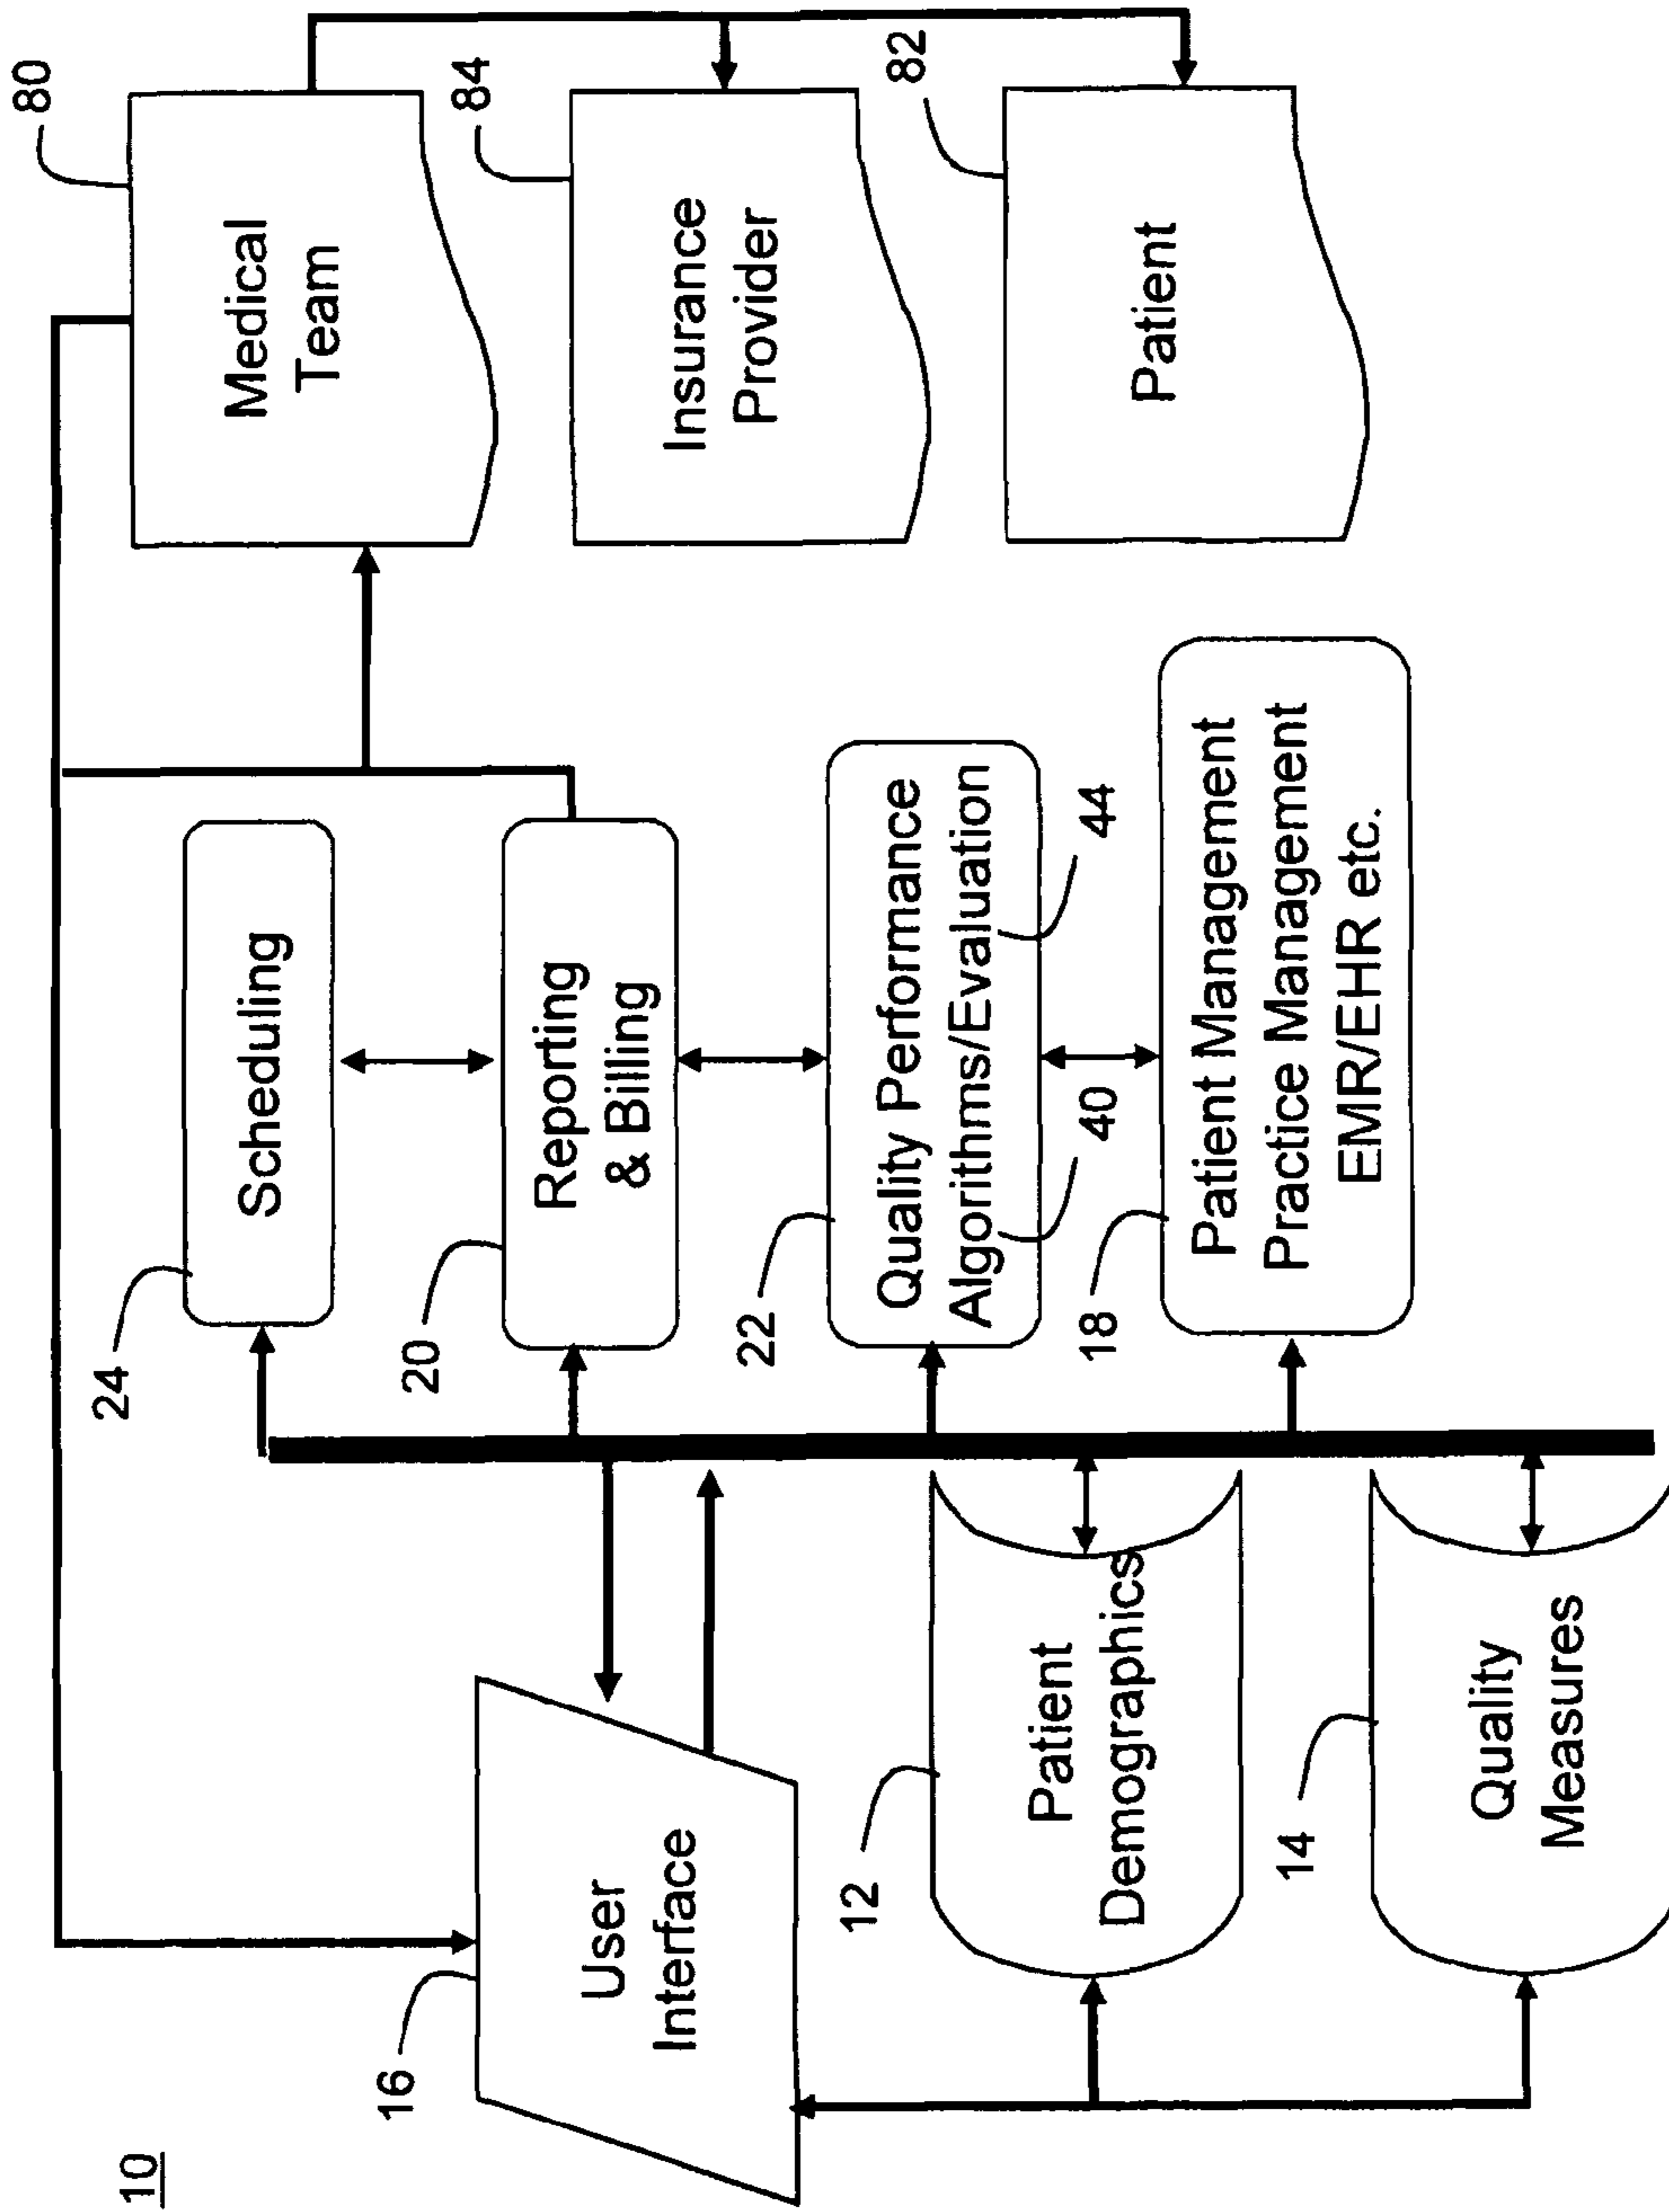 10
16
User
Interface
12
Patient
Demographics
14
Quality
Measures
24
Scheduling
20
Reporting
& Billing
22
Quality Performance
Algorithms/Evaluation
40
44
18
Patient Management
Practice Management
EMR/EHR etc.
80
Medical
Team
84
Insurance
Provider
82
Patient